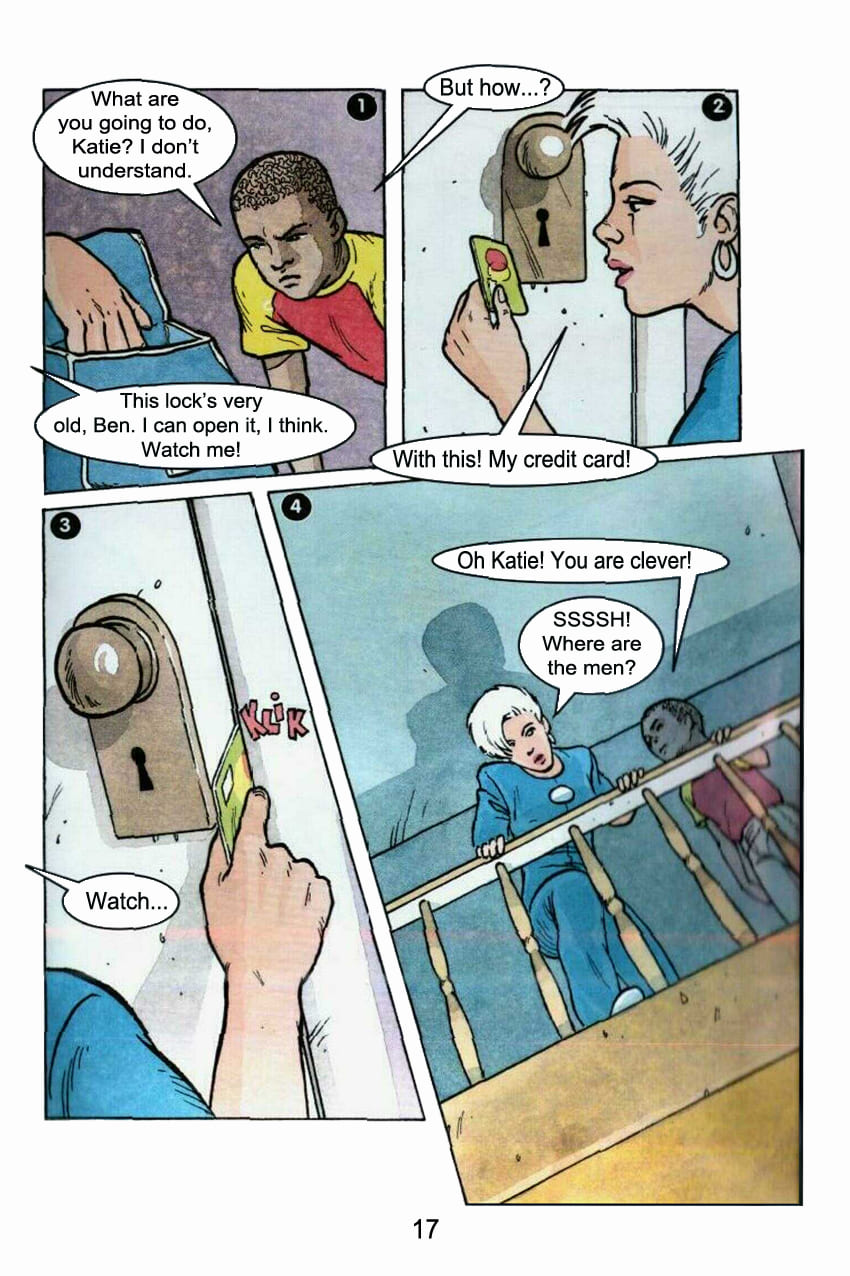 1
What are
you going to do,
Katie? I don't
understand.
This lock's very
old, Ben. I can open it, I think.
Watch me!
But how...?
2
With this! My credit card!
3
KLIK
Watch...
4
Oh Katie! You are clever!
SSSSH!
Where are
the men?
17